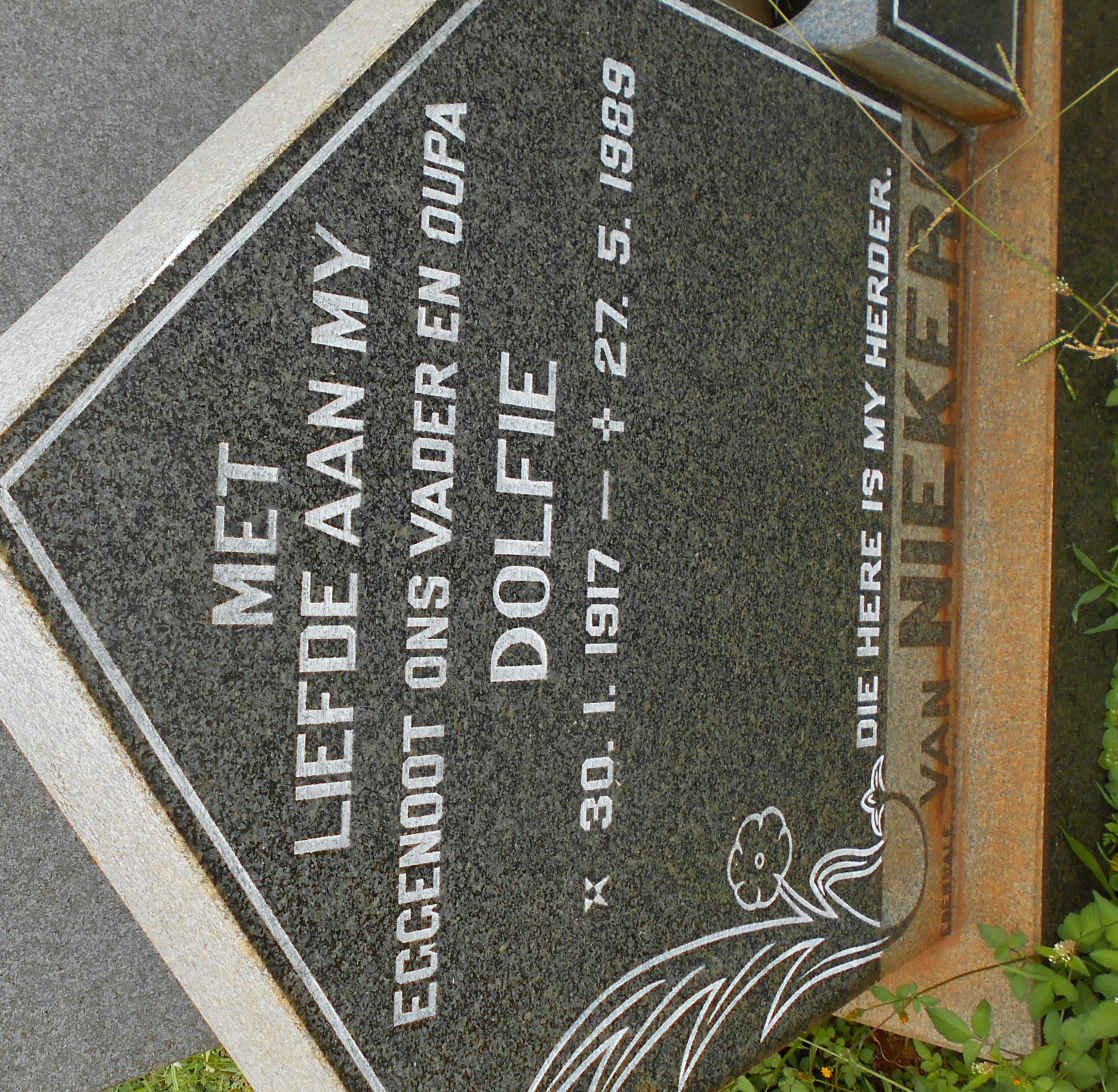 MET
LIEFDE AAN MY
EGGENOOT ONS VADER EN OUPA
DOLFIE
30. 1. 1917 — ✝ 27. 5. 1989
DIE HERE IS MY HERDER.
VAN NIEKERK